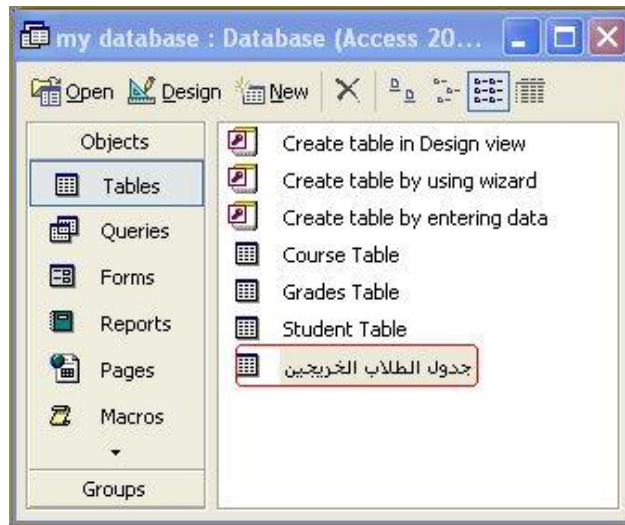 my database : Database (Access 20...
Open Design New
Objects
Tables
Queries
Forms
Reports
Pages
Macros
Groups
Create table in Design view
Create table by using wizard
Create table by entering data
Course Table
Grades Table
Student Table
جدول الطلاب الخريجين